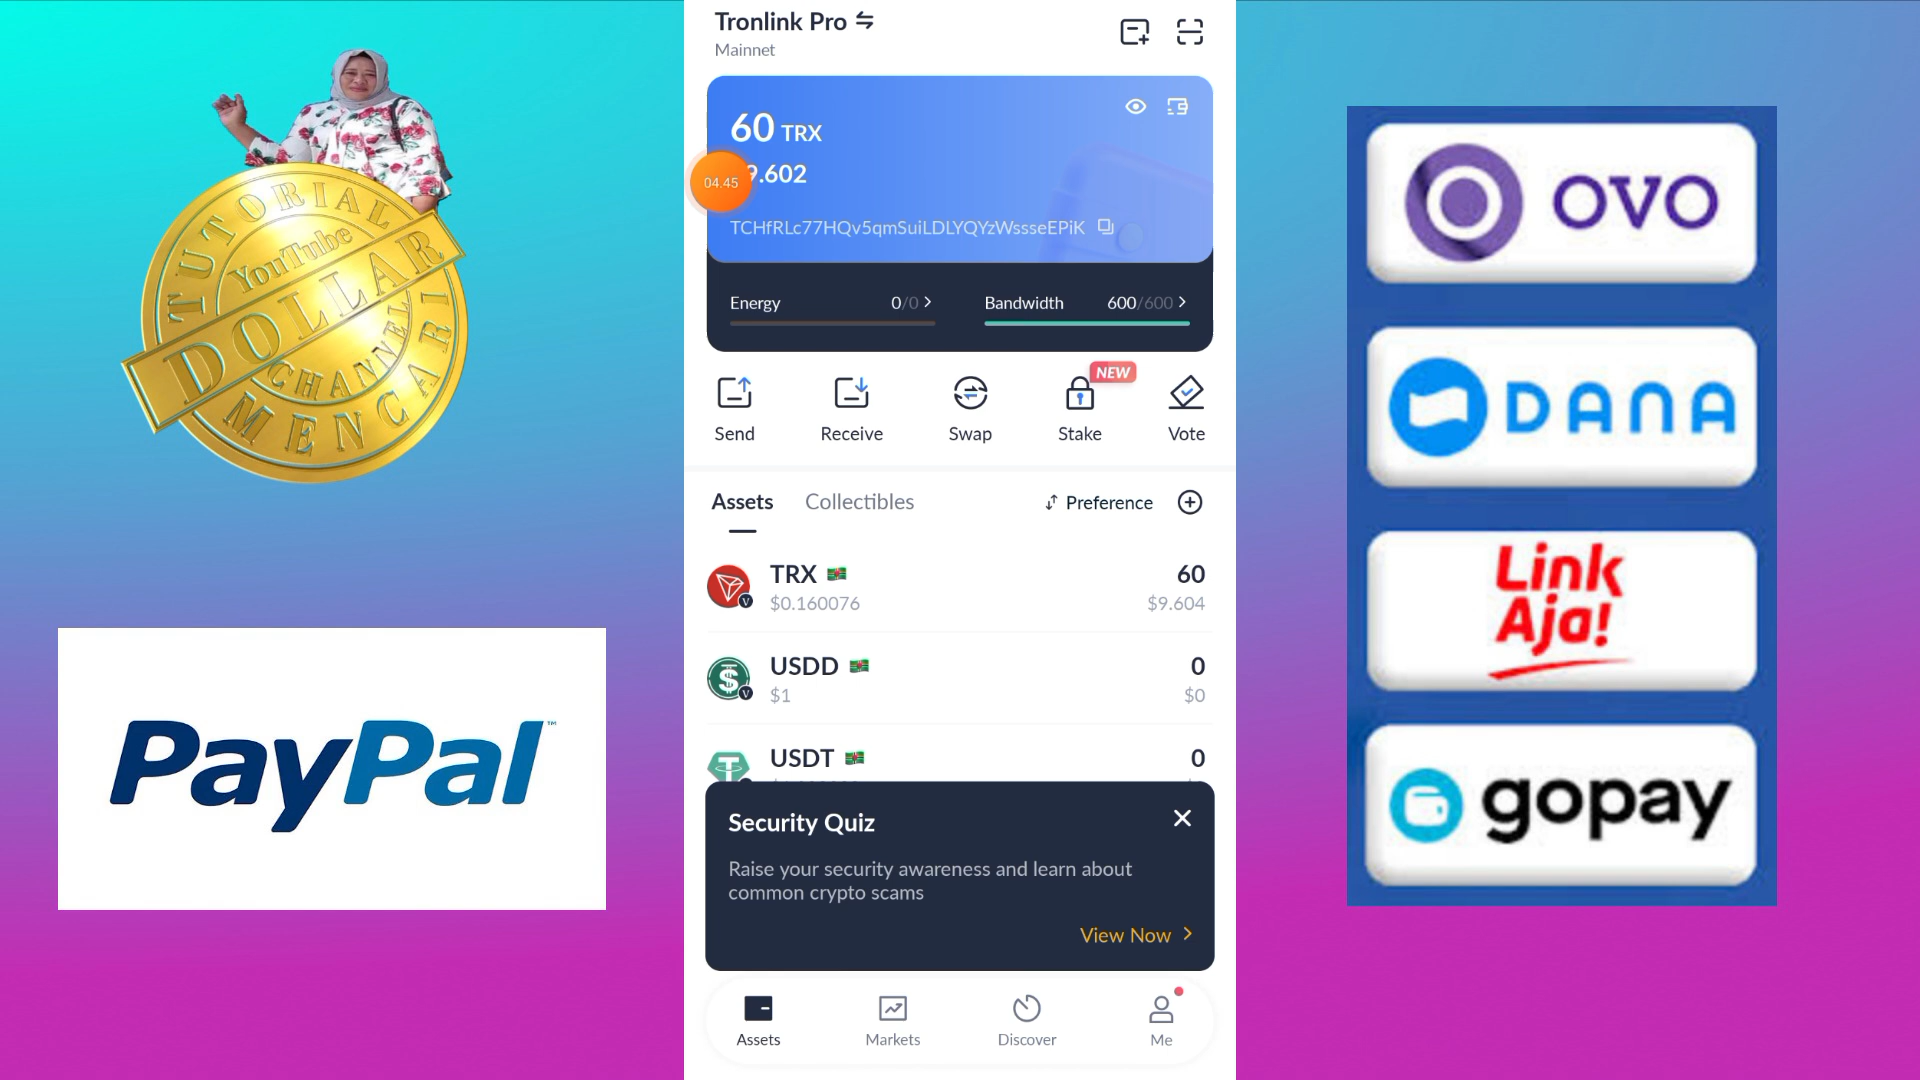 TUTORIAL
YouTube
DOLLAR
CHANNEL
MENCARI
PayPal™
Tronlink Pro
Mainnet
60 TRX
9.602
04.45
TCHfRLc77HQv5qmSuiLDLYQYzWssseEPiK
Energy 0/0 Bandwidth 600/600
NEW
Send Receive Swap Stake Vote
Assets Collectibles Preference
TRX 60
$0.160076 $9.604
USDD 0
$1 $0
USDT 0
Security Quiz
Raise your security awareness and learn about
common crypto scams
View Now
Assets Markets Discover Me
OVO
DANA
Link
Aja!
gopay